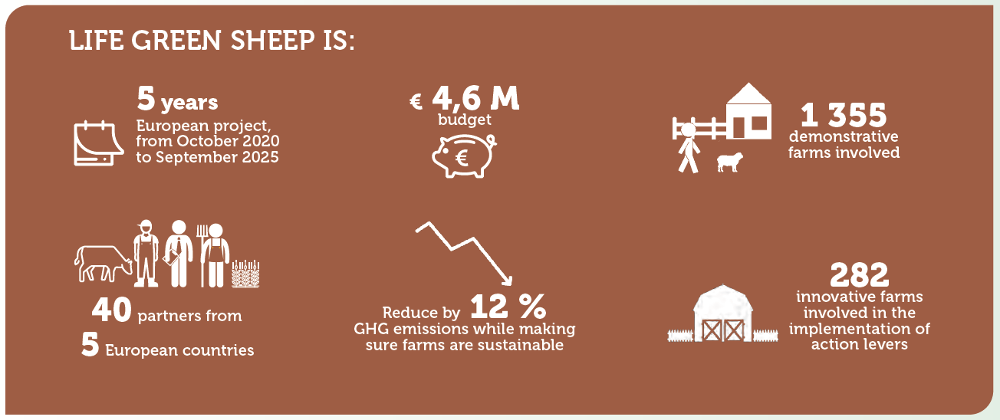 LIFE GREEN SHEEP IS:
5 years
European project,
from October 2020
to September 2025
€ 4,6 M
budget
€
1 355
demonstrative
farms involved
40 partners from
5 European countries
Reduce by 12 %
GHG emissions while making
sure farms are sustainable
282
innovative farms
involved in the
implementation of
action levers